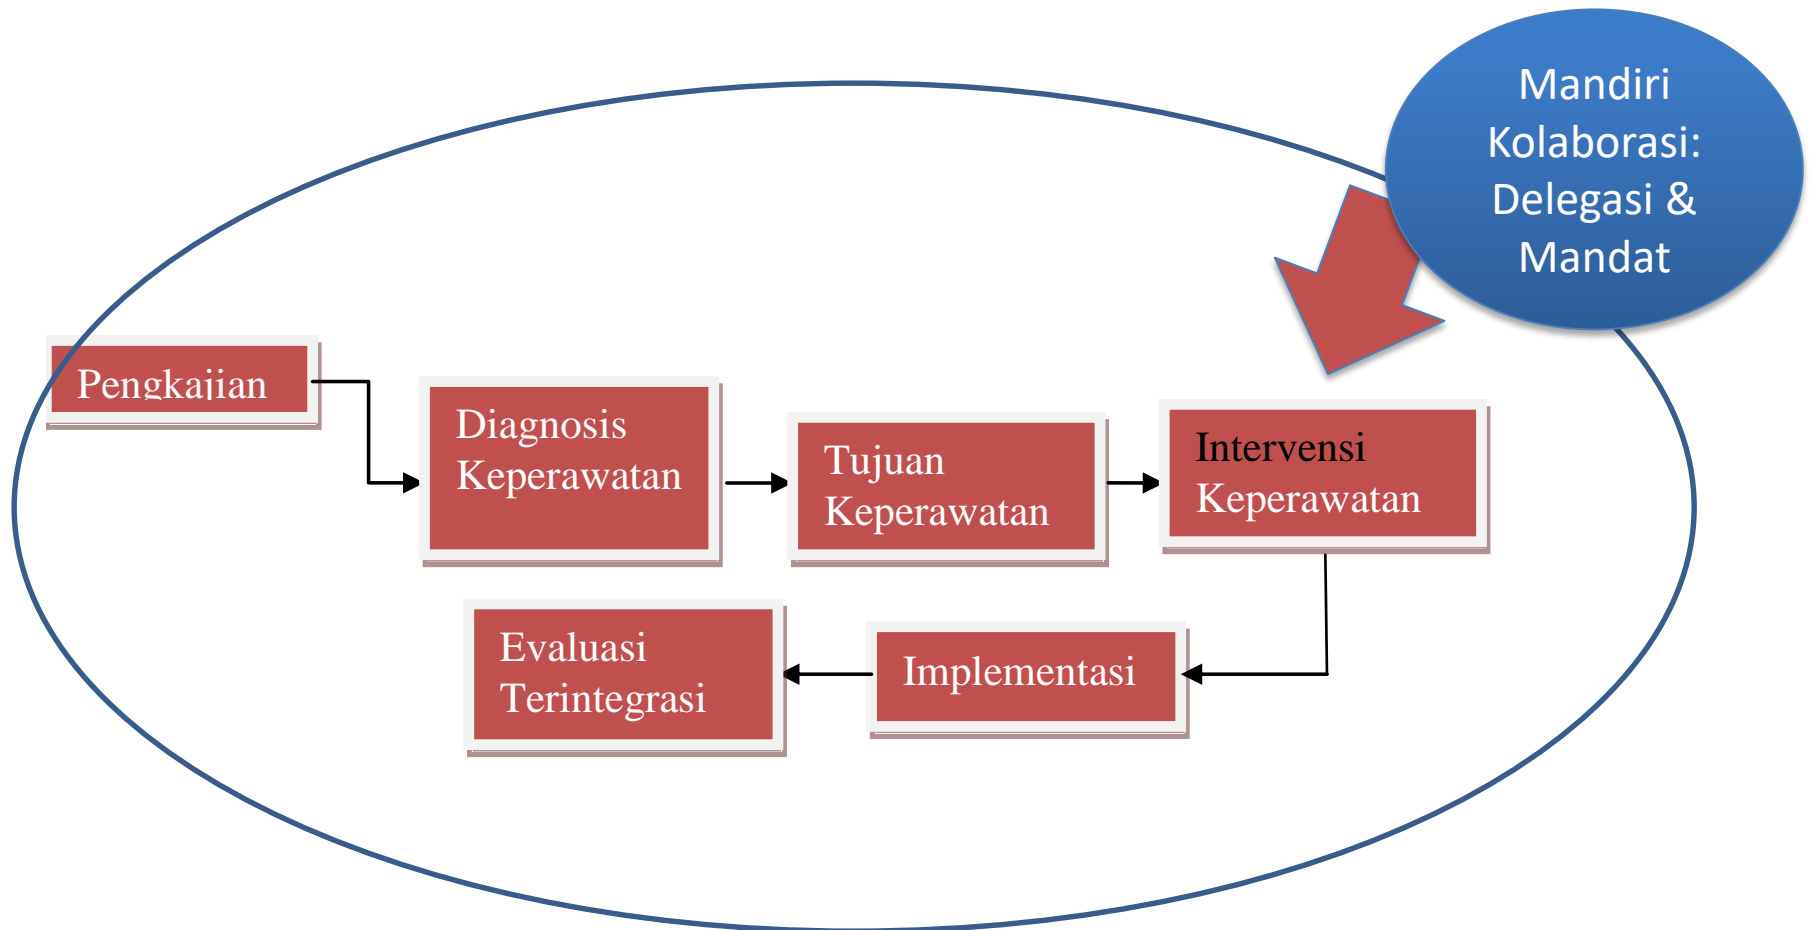 Mandiri
Kolaborasi:
Delegasi &
Mandat
Pengkajian
Diagnosis
Keperawatan
Tujuan
Keperawatan
Intervensi
Keperawatan
Evaluasi
Terintegrasi
Implementasi